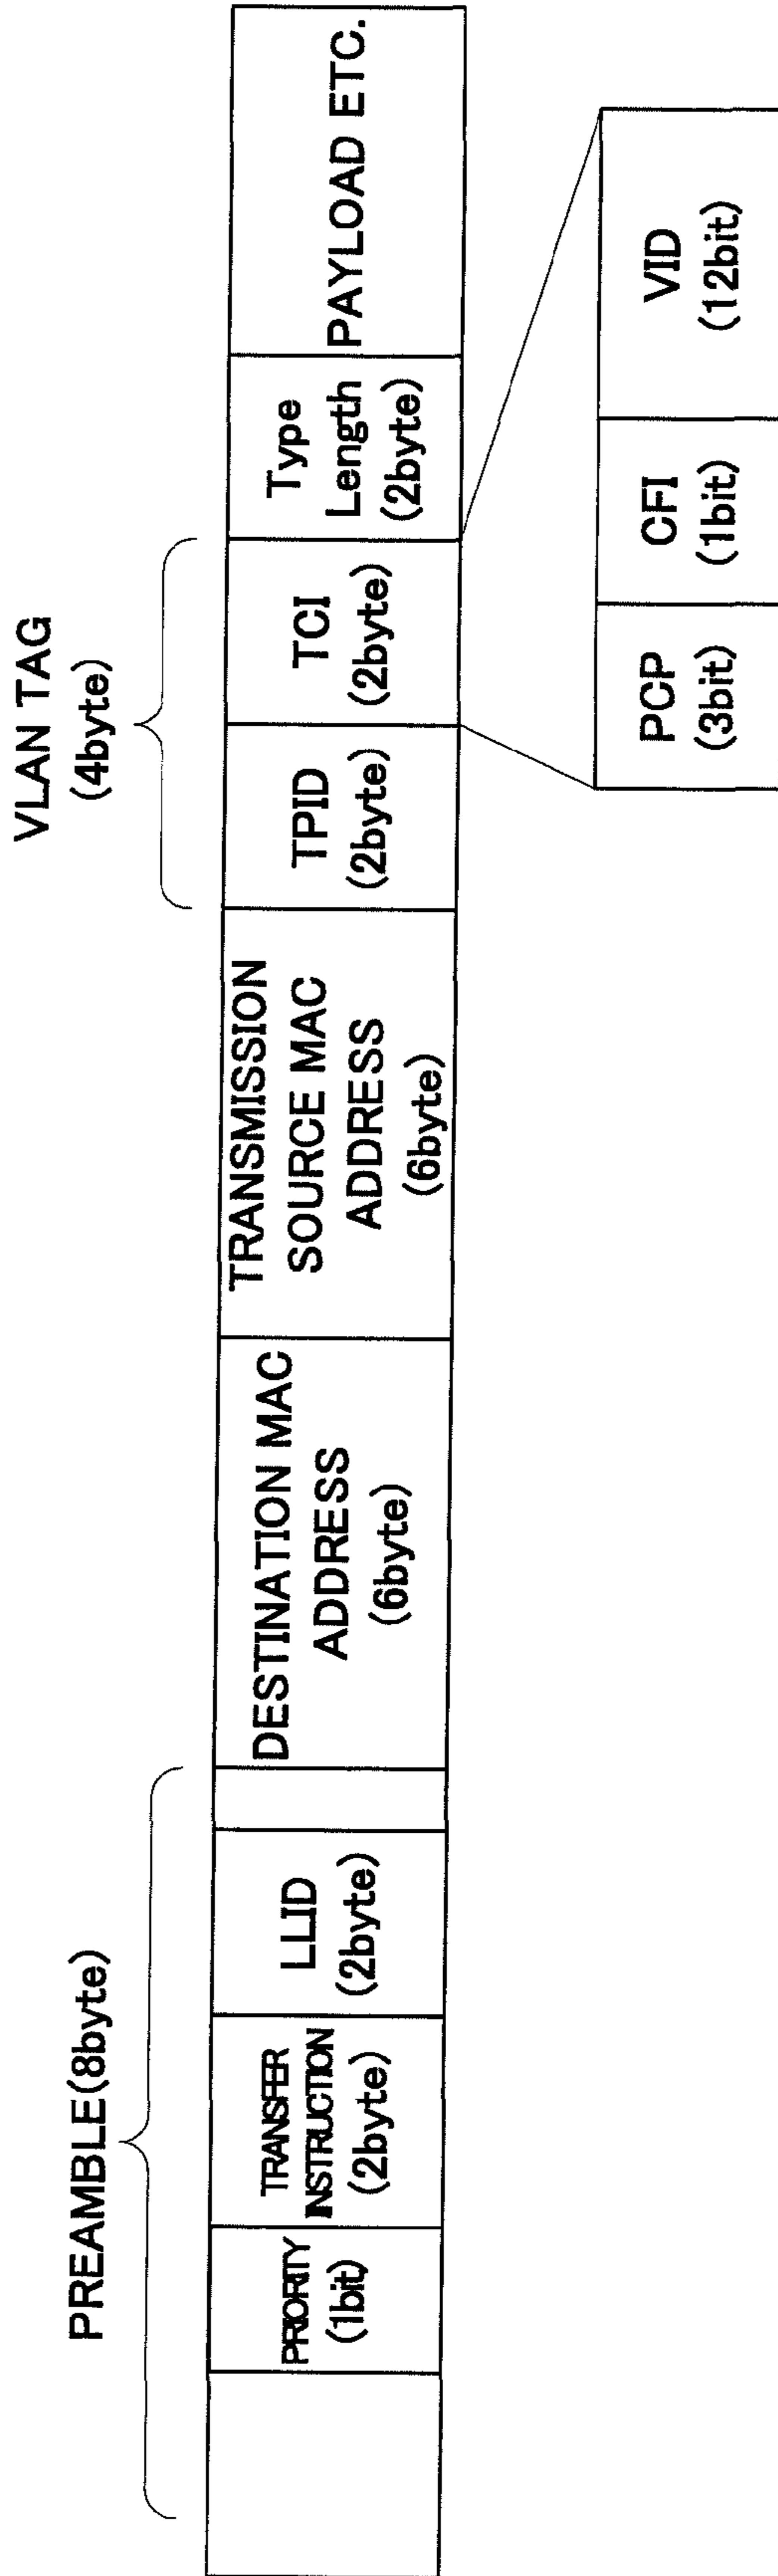 PREAMBLE(8byte)
VLAN TAG
(4byte)
PRIORITY
(1bit)
TRANSFER
INSTRUCTION
(2byte)
LLID
(2byte)
DESTINATION MAC
ADDRESS
(6byte)
TRANSMISSION
SOURCE MAC
ADDRESS
(6byte)
TPID
(2byte)
TCI
(2byte)
Type
Length
(2byte)
PAYLOAD ETC.
PCP
(3bit)
CFI
(1bit)
VID
(12bit)